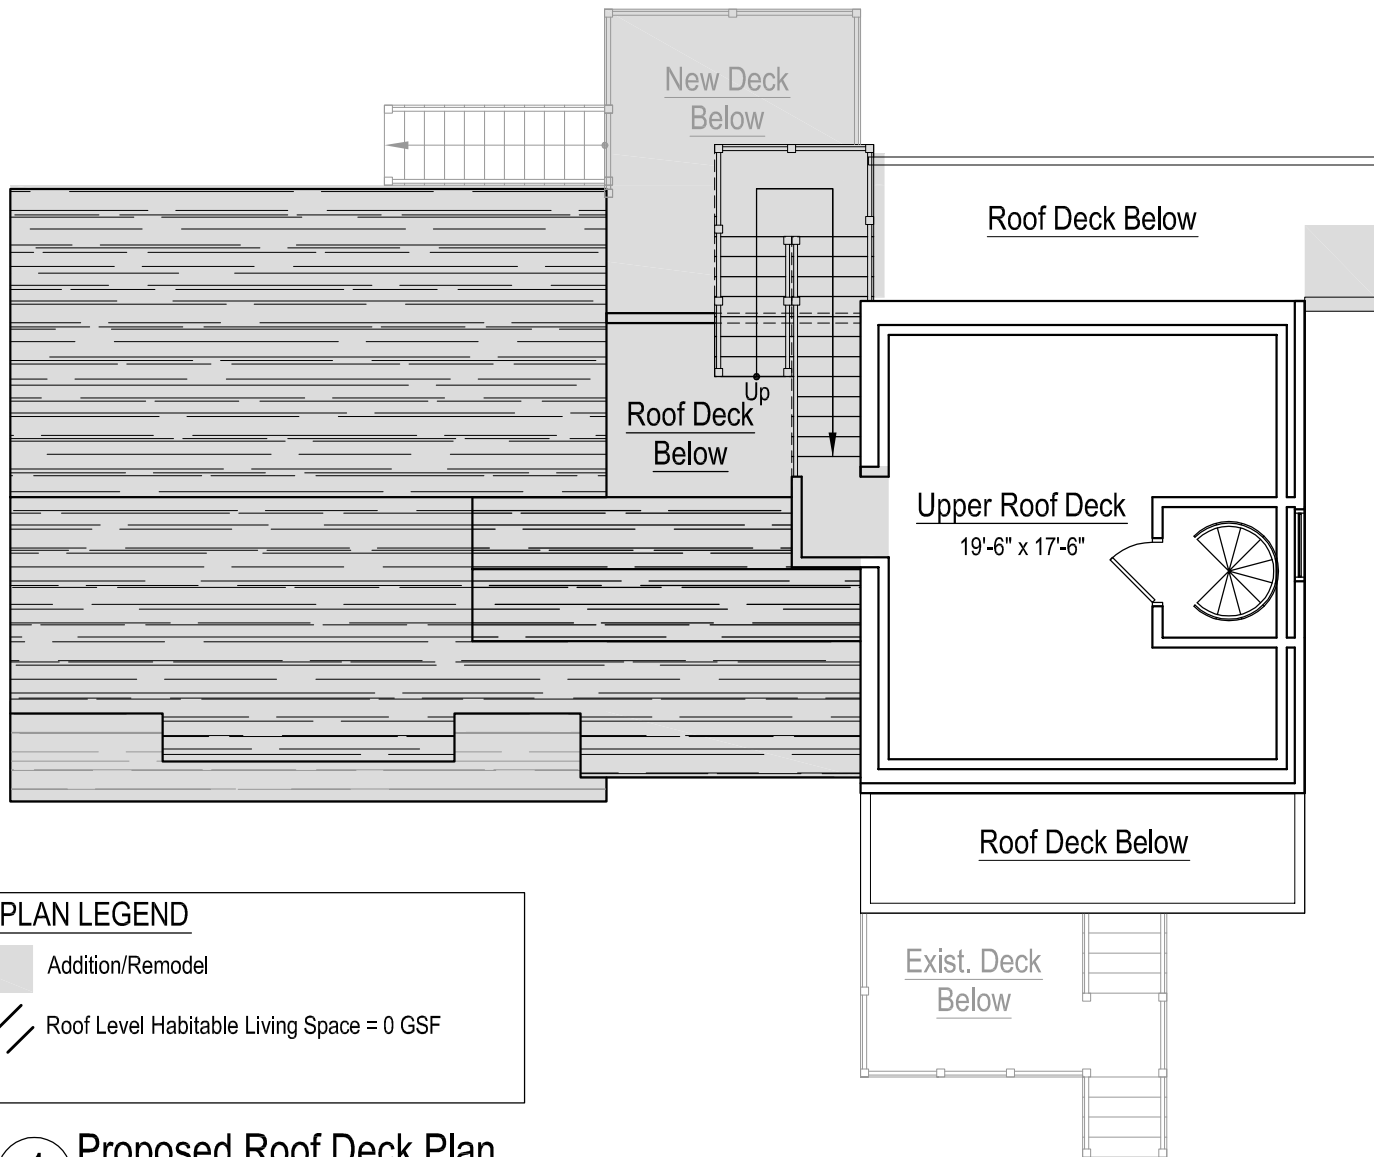 New Deck
Below
Roof Deck Below
Up
Roof Deck
Below
Upper Roof Deck
19'-6" x 17'-6"
Roof Deck Below
Exist. Deck
Below
PLAN LEGEND
Addition/Remodel
Roof Level Habitable Living Space = 0 GSF
Proposed Roof Deck Plan